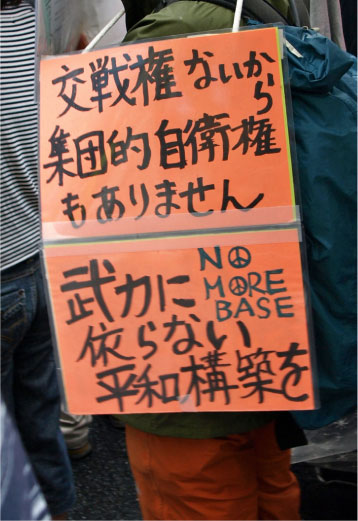 交戦権ないから
集団的自衛権
もありません
NO
MORE
BASE
武力に
依らない
平和構築を